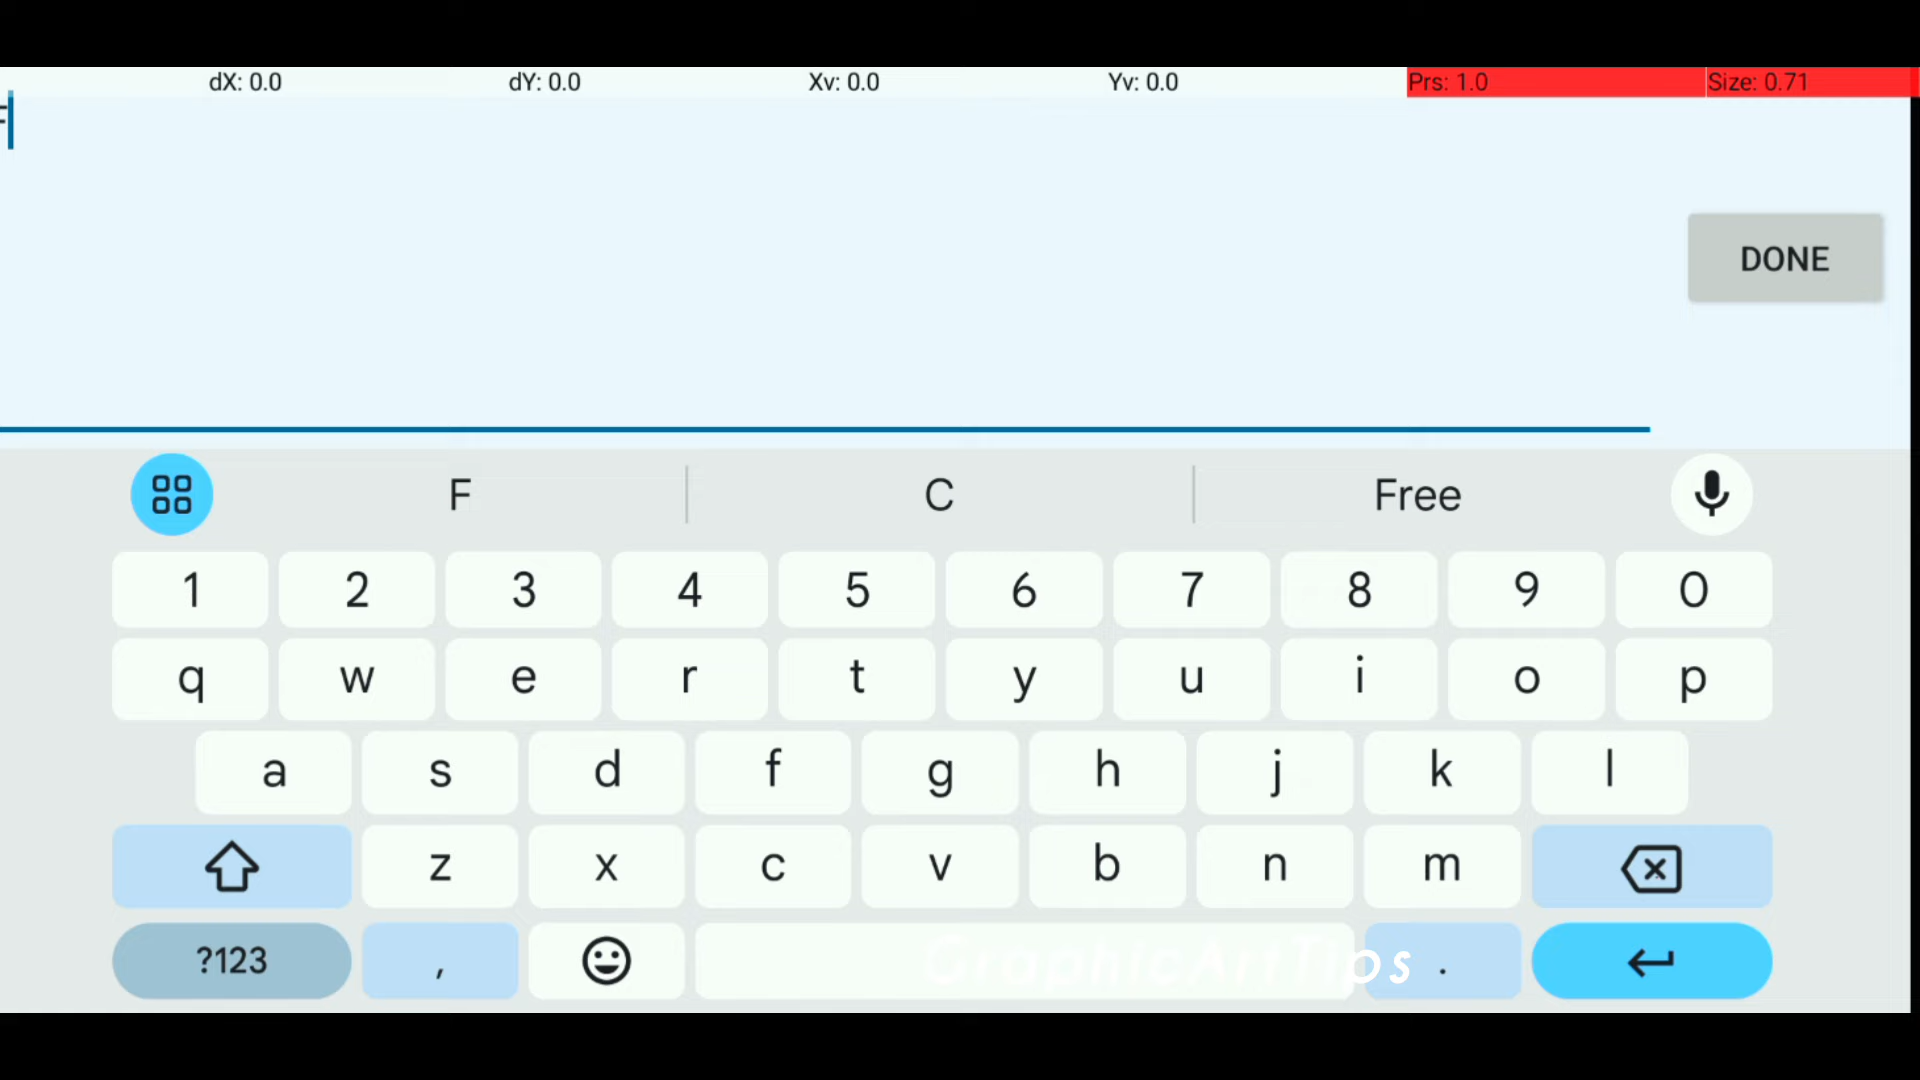 dX: 0.0 dY: 0.0 Xv: 0.0 Yv: 0.0 Prs: 1.0 Size: 0.71
F
DONE
F C Free
1 2 3 4 5 6 7 8 9 0
q w e r t y u i o p
a s d f g h j k l
z x c v b n m
?123 , .
GraphicArtTips